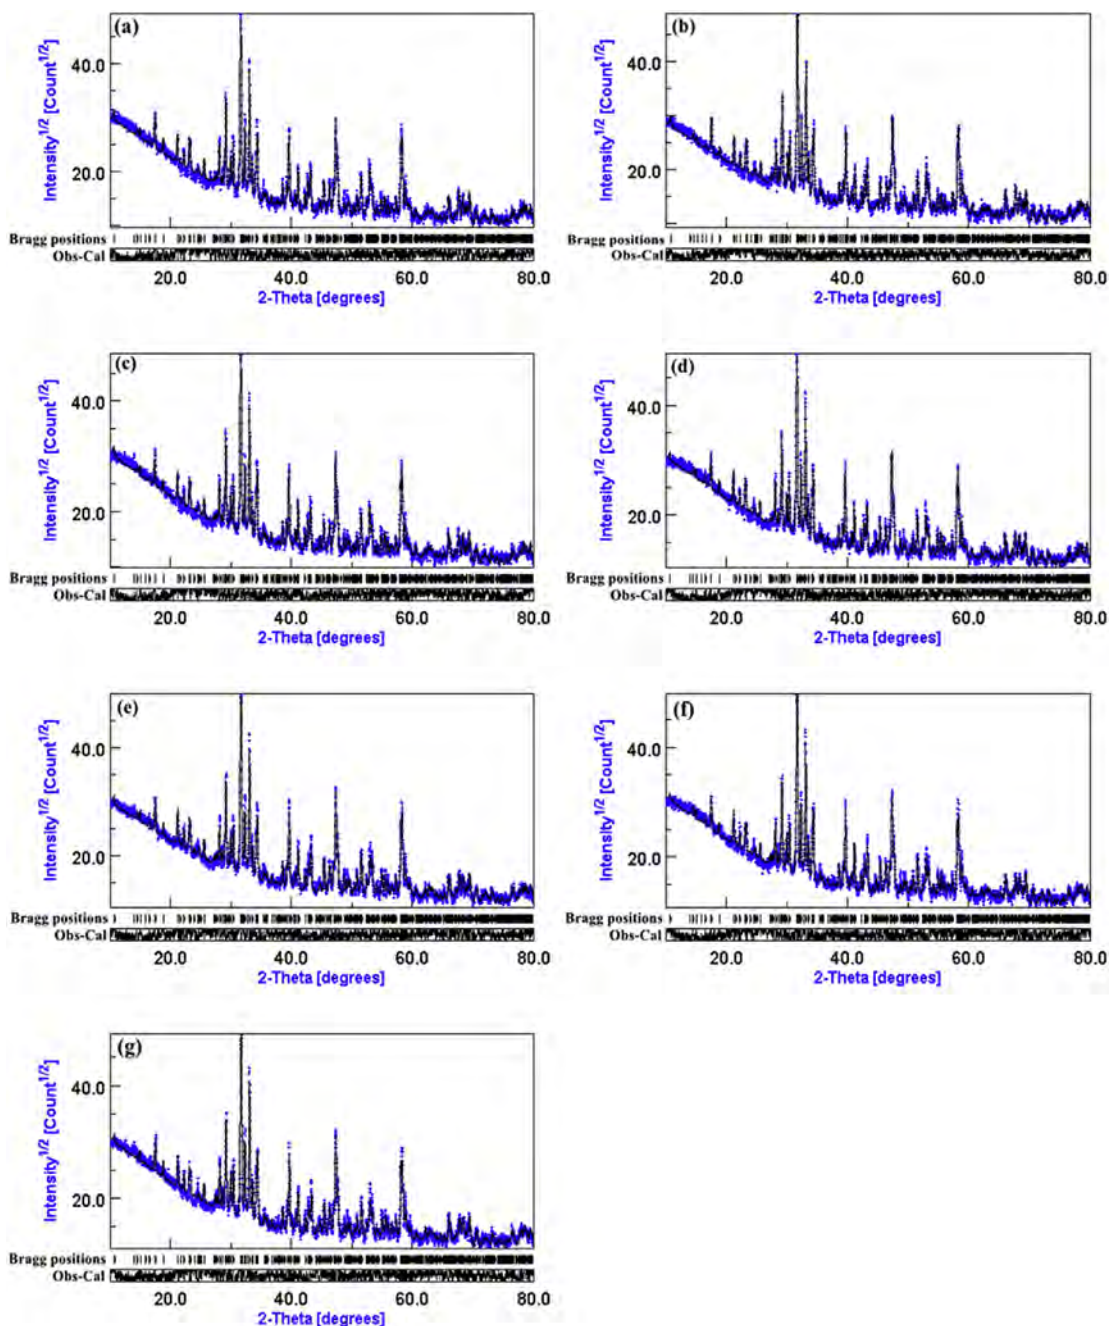 (a)
Intensity1/2 [Count1/2]
40.0
20.0
Bragg positions
Obs-Cal
20.0 40.0 60.0 80.0
2-Theta [degrees]
(b)
Intensity1/2 [Count1/2]
40.0
20.0
Bragg positions
Obs-Cal
20.0 40.0 60.0 80.0
2-Theta [degrees]
(c)
Intensity1/2 [Count1/2]
40.0
20.0
Bragg positions
Obs-Cal
20.0 40.0 60.0 80.0
2-Theta [degrees]
(d)
Intensity1/2 [Count1/2]
40.0
20.0
Bragg positions
Obs-Cal
20.0 40.0 60.0 80.0
2-Theta [degrees]
(e)
Intensity1/2 [Count1/2]
40.0
20.0
Bragg positions
Obs-Cal
20.0 40.0 60.0 80.0
2-Theta [degrees]
(f)
Intensity1/2 [Count1/2]
40.0
20.0
Bragg positions
Obs-Cal
20.0 40.0 60.0 80.0
2-Theta [degrees]
(g)
Intensity1/2 [Count1/2]
40.0
20.0
Bragg positions
Obs-Cal
20.0 40.0 60.0 80.0
2-Theta [degrees]